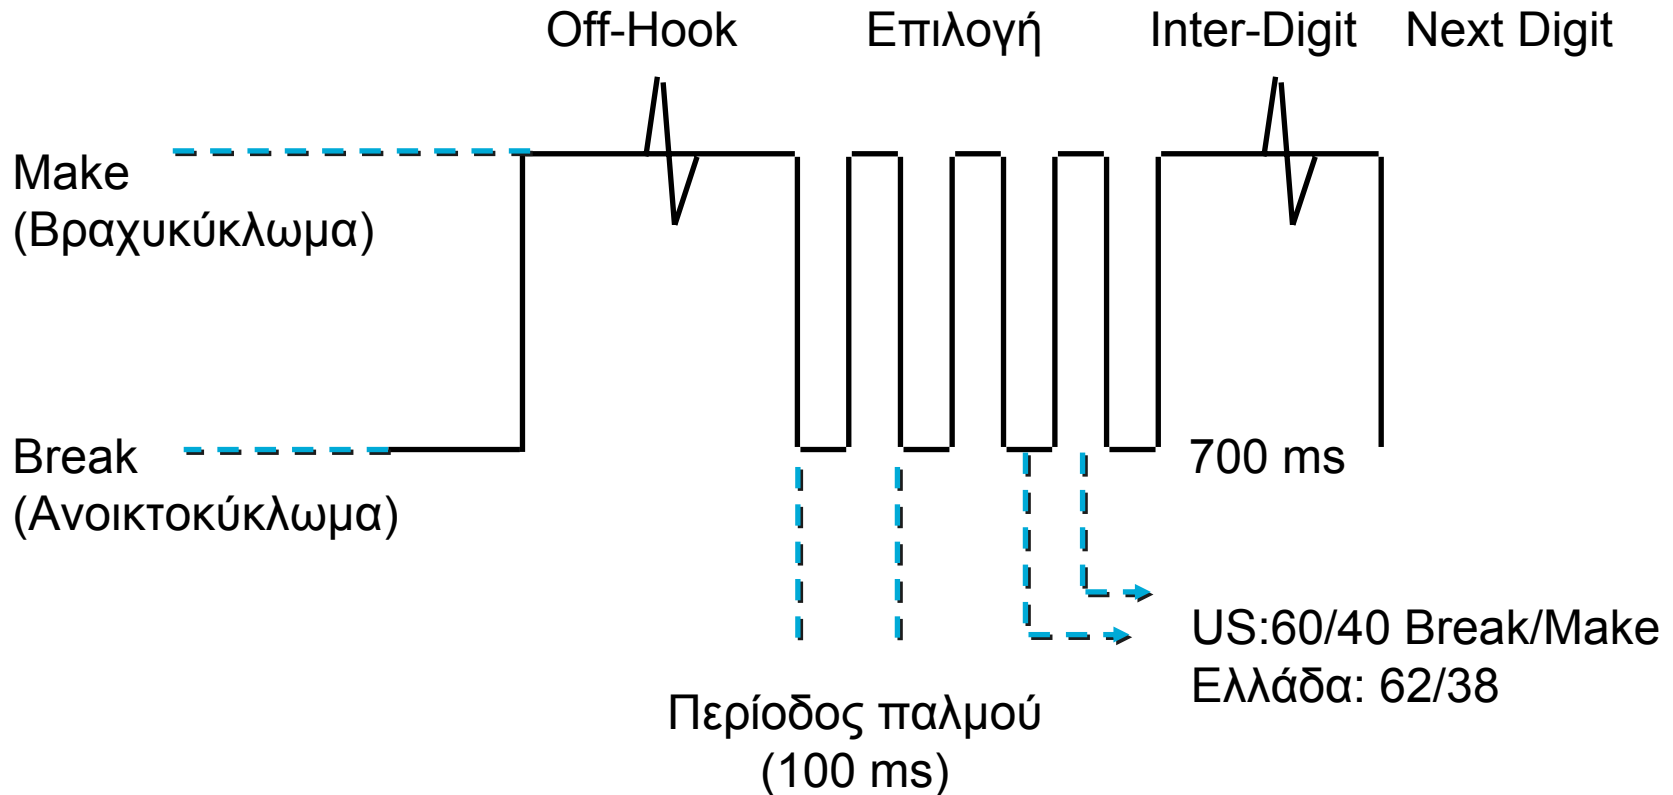 Off-Hook Επιλογή Inter-Digit Next Digit
Make
(Βραχυκύκλωμα)
Break
(Ανοικτοκύκλωμα)
700 ms
US:60/40 Break/Make
Ελλάδα: 62/38
Περίοδος παλμού
(100 ms)